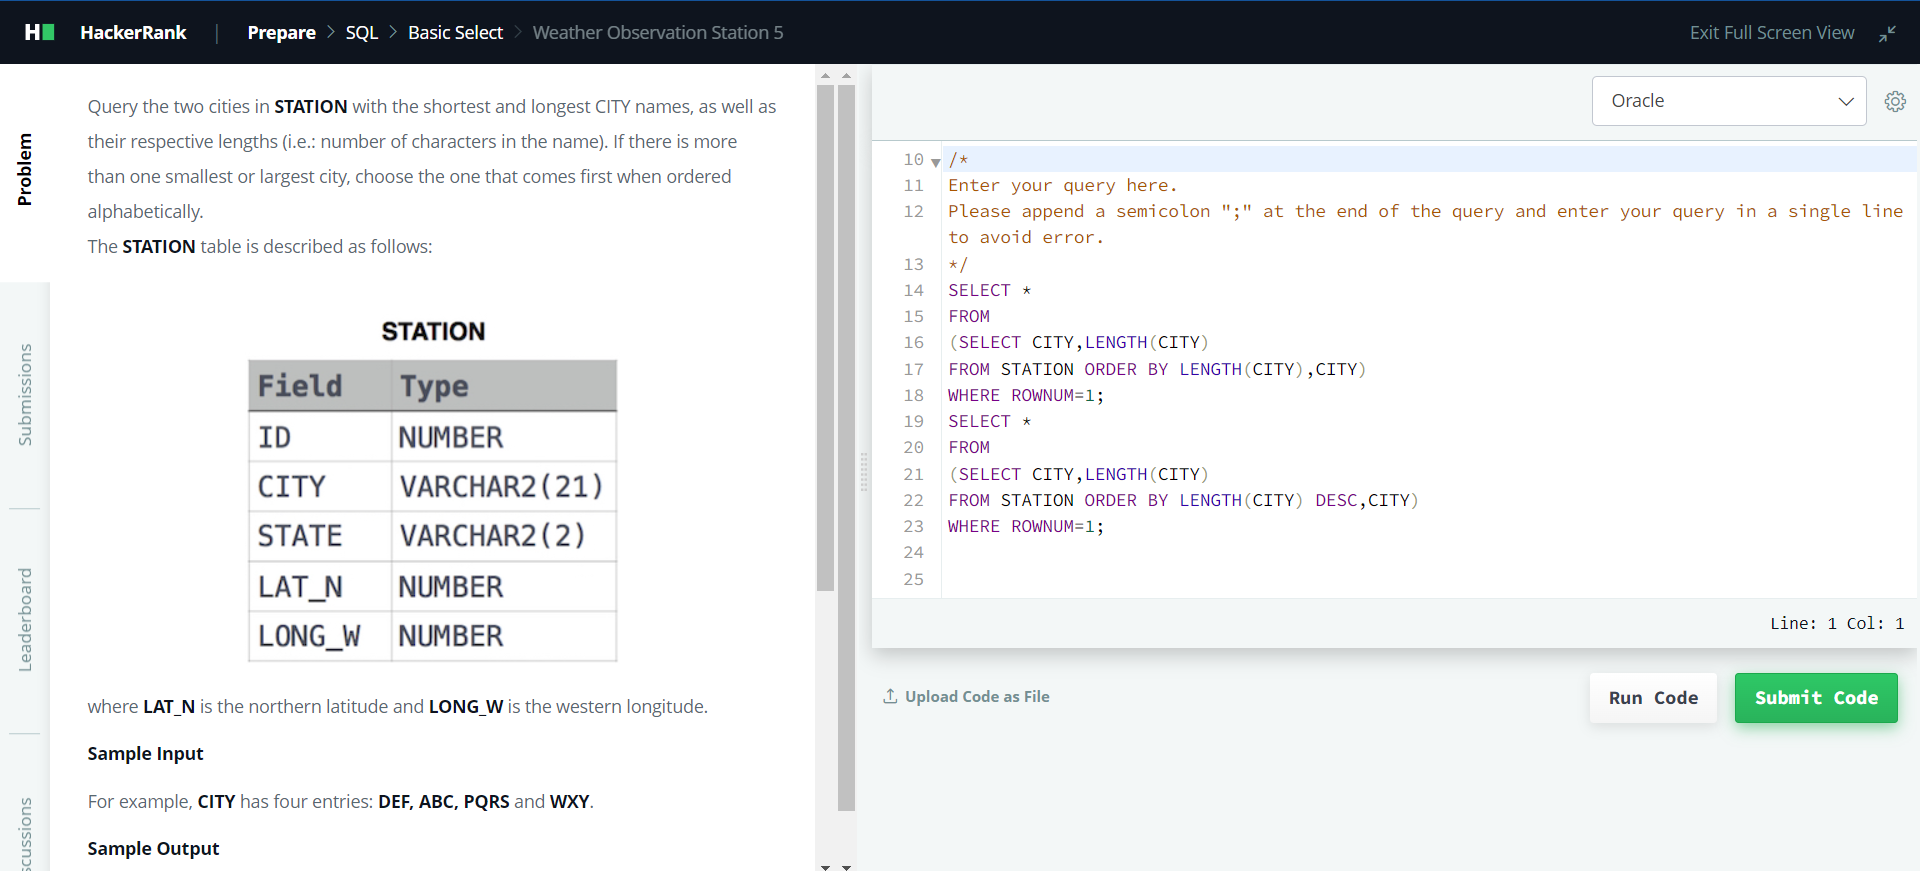 H HackerRank | Prepare > SQL > Basic Select > Weather Observation Station 5
Exit Full Screen View
Problem
Submissions
Leaderboard
Query the two cities in STATION with the shortest and longest CITY names, as well as
their respective lengths (i.e.: number of characters in the name). If there is more
than one smallest or largest city, choose the one that comes first when ordered
alphabetically.
The STATION table is described as follows:
STATION
Field Type
ID NUMBER
CITY VARCHAR2(21)
STATE VARCHAR2(2)
LAT_N NUMBER
LONG_W NUMBER
where LAT_N is the northern latitude and LONG_W is the western longitude.
Sample Input
For example, CITY has four entries: DEF, ABC, PQRS and WXY.
Sample Output
Oracle
10 /*
11 Enter your query here.
12 Please append a semicolon ";" at the end of the query and enter your query in a single line
to avoid error.
13 */
14 SELECT *
15 FROM
16 (SELECT CITY,LENGTH(CITY)
17 FROM STATION ORDER BY LENGTH(CITY),CITY)
18 WHERE ROWNUM=1;
19 SELECT *
20 FROM
21 (SELECT CITY,LENGTH(CITY)
22 FROM STATION ORDER BY LENGTH(CITY) DESC,CITY)
23 WHERE ROWNUM=1;
24
25
Line: 1 Col: 1
Upload Code as File
Run Code
Submit Code